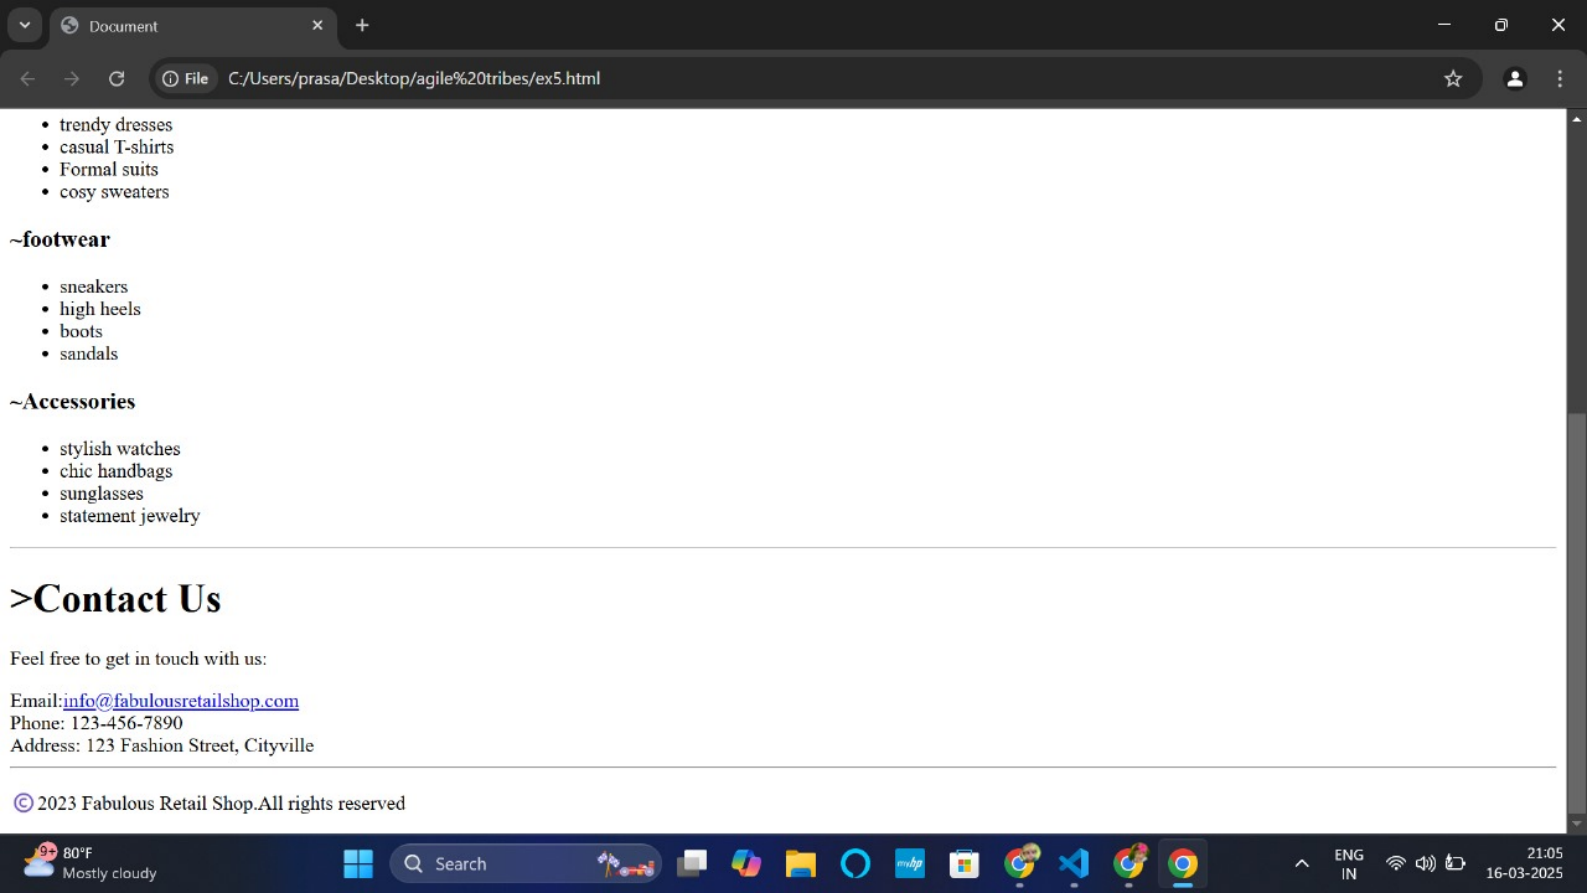 Document
File C:/Users/prasa/Desktop/agile%20tribes/ex5.html
• trendy dresses
• casual T-shirts
• Formal suits
• cosy sweaters
~footwear
• sneakers
• high heels
• boots
• sandals
~Accessories
• stylish watches
• chic handbags
• sunglasses
• statement jewelry
>Contact Us
Feel free to get in touch with us:
Email:info@fabulousretailshop.com
Phone: 123-456-7890
Address: 123 Fashion Street, Cityville
© 2023 Fabulous Retail Shop.All rights reserved
9+
80°F
Mostly cloudy
Search
myhp
ENG
IN
21:05
16-03-2025